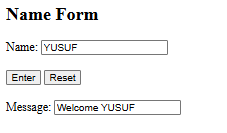 Name Form
Name: YUSUF
Enter Reset
Message: Welcome YUSUF